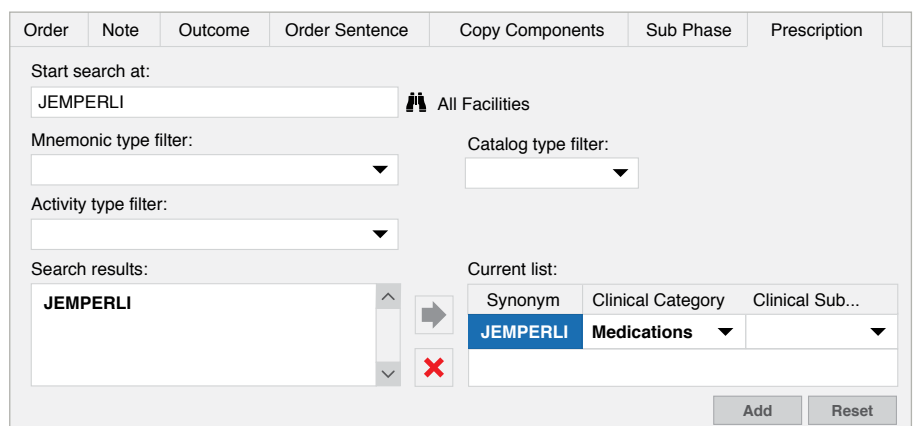 Order Note Outcome Order Sentence Copy Components Sub Phase Prescription
Start search at:
JEMPERLI All Facilities
Mnemonic type filter: Catalog type filter:
Activity type filter:
Search results: Current list:
JEMPERLI
Synonym Clinical Category Clinical Sub...
JEMPERLI Medications
Add Reset